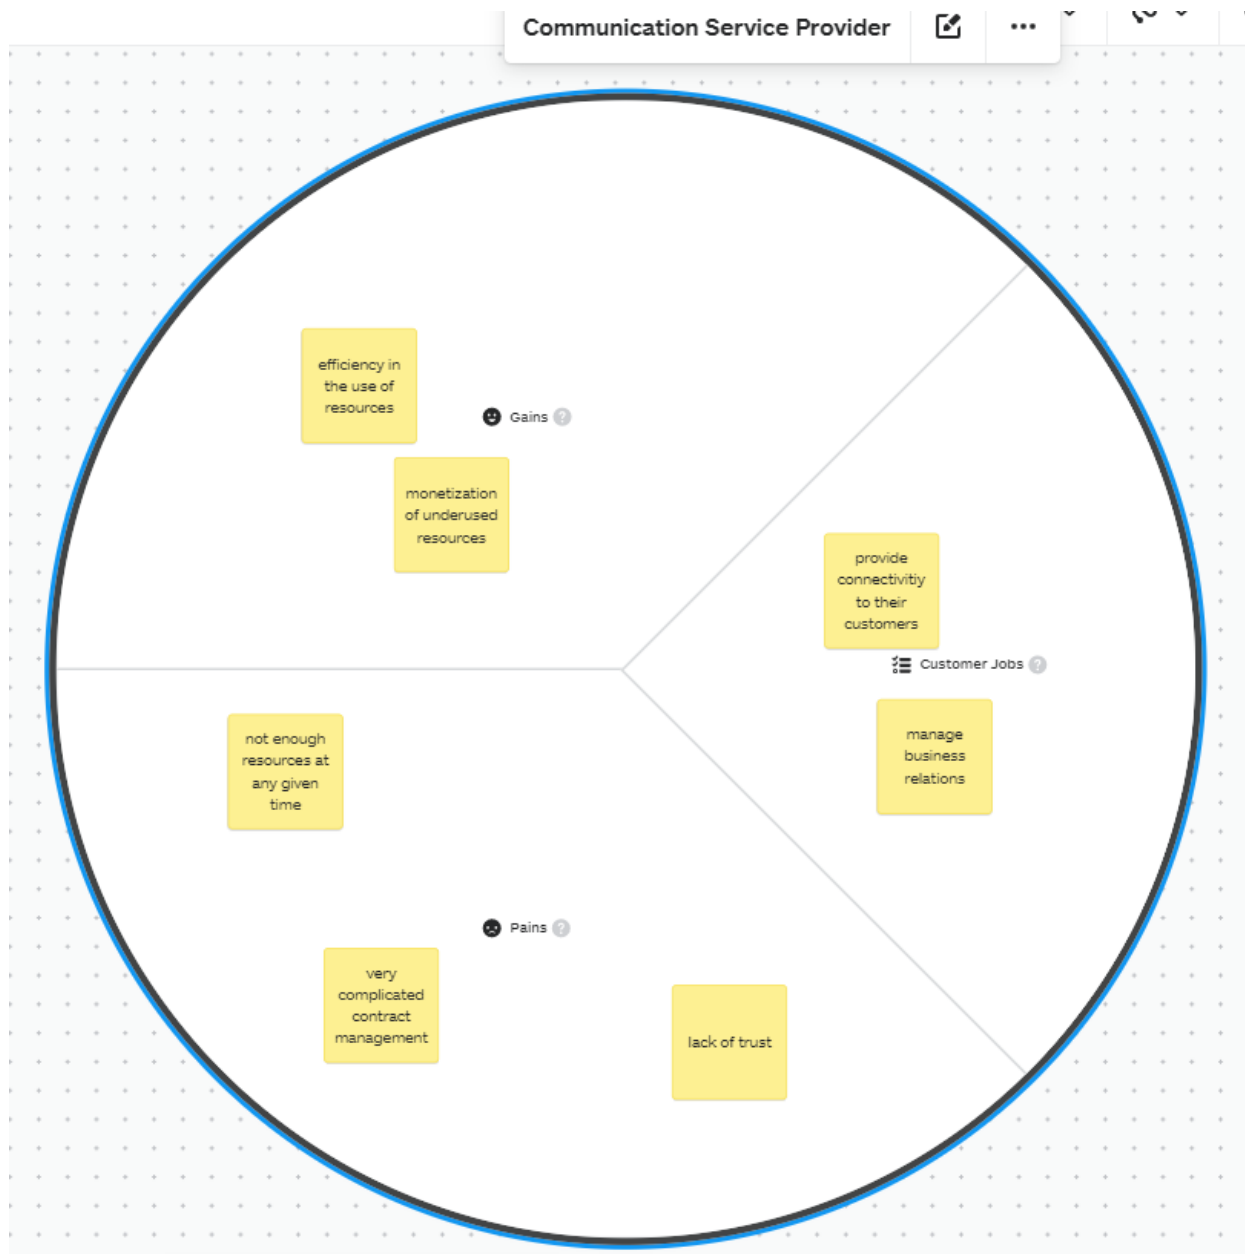 Communication Service Provider
efficiency in
the use of
resources
Gains ?
monetization
of underused
resources
provide
connectivitiy
to their
customers
Customer Jobs ?
manage
business
relations
not enough
resources at
any given
time
Pains ?
very
complicated
contract
management
lack of trust